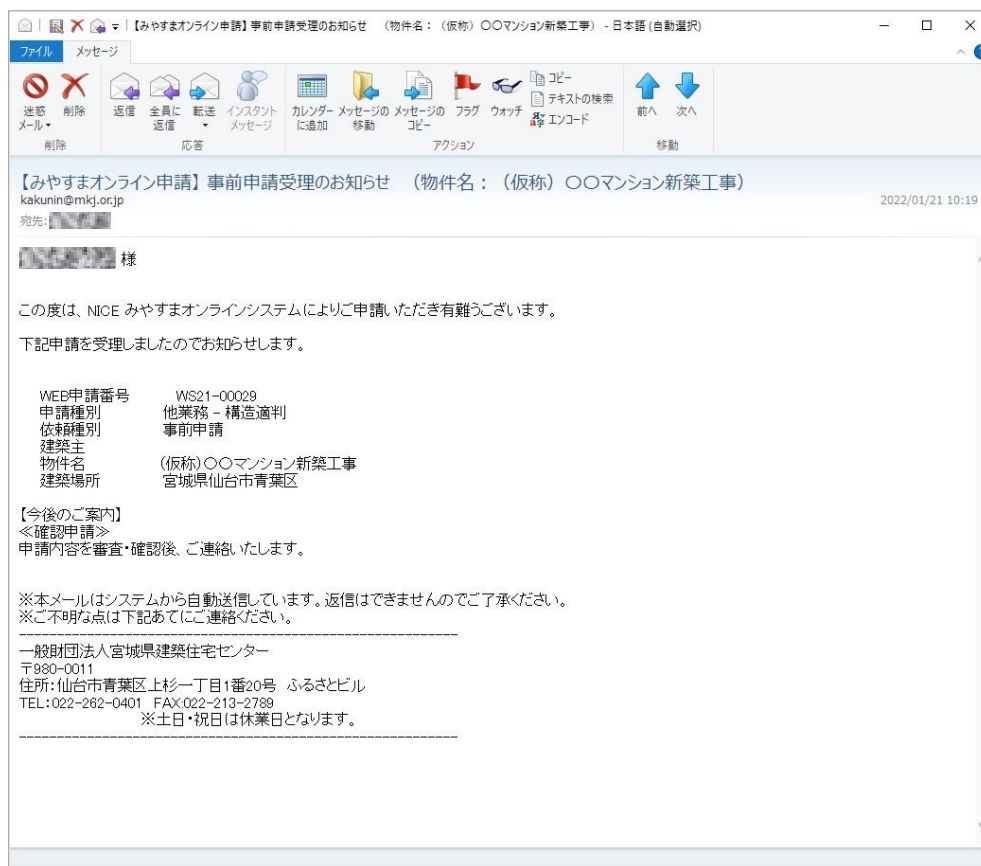 【みやすまオンライン申請】事前申請受理のお知らせ （物件名：（仮称）〇〇マンション新築工事） - 日本語 (自動選択)
ファイル メッセージ
迷惑メール 削除 返信 全員に返信 転送 インスタント メッセージ カレンダーに追加 メッセージの移動 メッセージのコピー フラグ ウォッチ コピー テキストの検索 エンコード 前へ 次へ
削除 応答 アクション 移動
【みやすまオンライン申請】事前申請受理のお知らせ （物件名：（仮称）〇〇マンション新築工事）
kakunin@mkj.or.jp 2022/01/21 10:19
宛先:
様
この度は、NICE みやすまオンラインシステムによりご申請いただき有難うございます。
下記申請を受理しましたのでお知らせします。
WEB申請番号 WS21-00029
申請種別 他業務 – 構造適判
依頼種別 事前申請
建築主
物件名 (仮称)〇〇マンション新築工事
建築場所 宮城県仙台市青葉区
【今後のご案内】
≪確認申請≫
申請内容を審査・確認後、ご連絡いたします。
※本メールはシステムから自動送信しています。返信はできませんのでご了承ください。
※ご不明な点は下記あてにご連絡ください。
------------------------------------------------------------
一般財団法人宮城県建築住宅センター
〒980-0011
住所：仙台市青葉区上杉一丁目1番20号 ふるさとビル
TEL：022-262-0401 FAX:022-213-2789
※土日・祝日は休業日となります。
------------------------------------------------------------